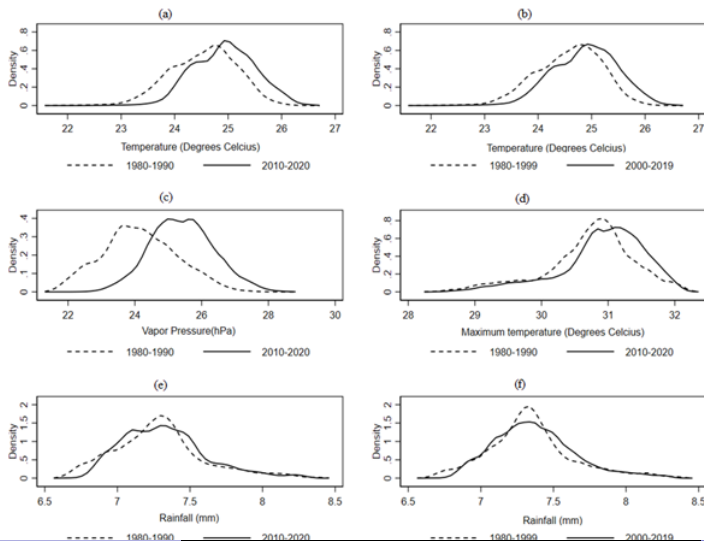 (a) (b)
Density 0 .2 .4 .6 .8
22 23 24 25 26 27
Temperature (Degrees Celcius)
1980-1990 2010-2020
Density 0 .2 .4 .6 .8
22 23 24 25 26 27
Temperature (Degrees Celcius)
1980-1999 2000-2019
(c) (d)
Density 0 .1 .2 .3 .4
22 24 26 28 30
Vapor Pressure(hPa)
1980-1990 2010-2020
Density 0 .2 .4 .6 .8
28 29 30 31 32
Maximum temperature (Degrees Celcius)
1980-1990 2010-2020
(e) (f)
Density 0 .5 1 1.5 2
6.5 7 7.5 8 8.5
Rainfall (mm)
1980-1990 2010-2020
Density 0 .5 1 1.5 2
6.5 7 7.5 8 8.5
Rainfall (mm)
1980-1999 2000-2019